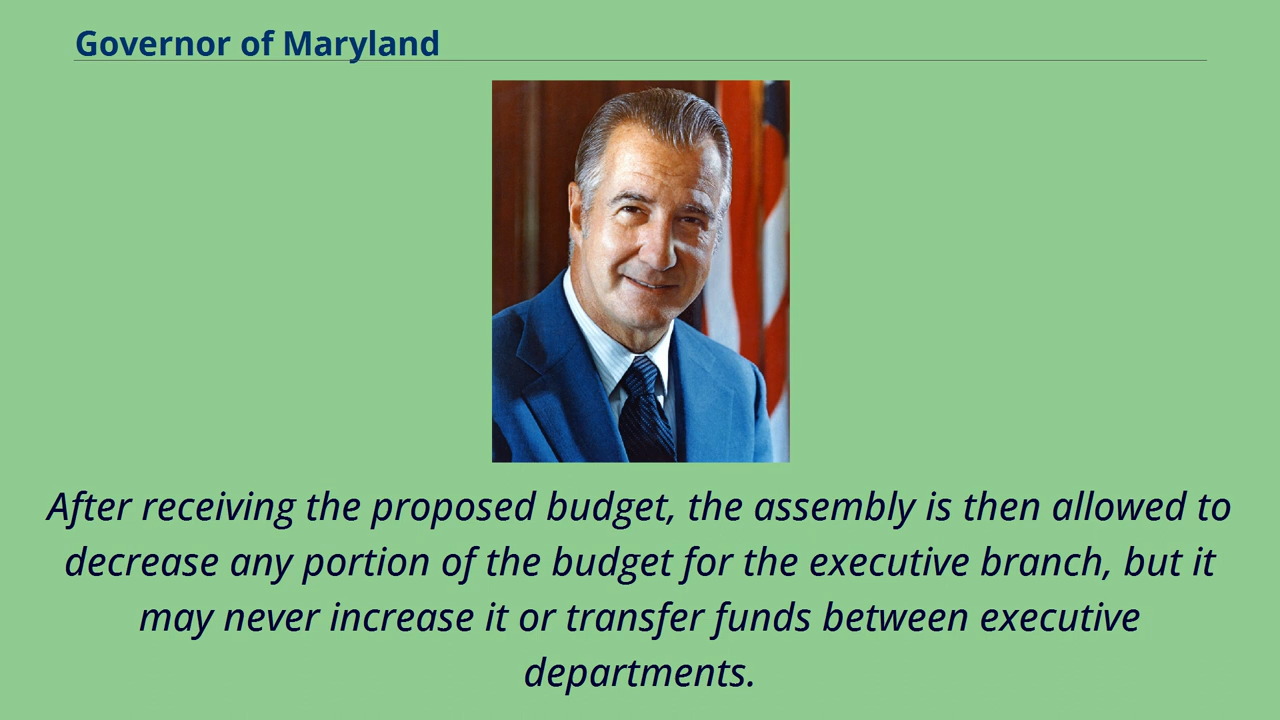 Governor of Maryland
After receiving the proposed budget, the assembly is then allowed to
decrease any portion of the budget for the executive branch, but it
may never increase it or transfer funds between executive
departments.